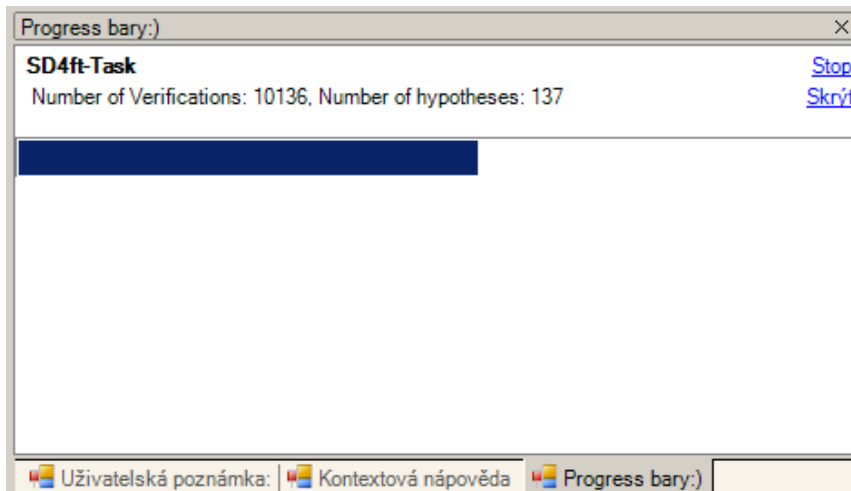 Progress bary:)
SD4ft-Task
Stop
Number of Verifications: 10136, Number of hypotheses: 137
Skrýt
Uživatelská poznámka:
Kontextová nápověda
Progress bary:)